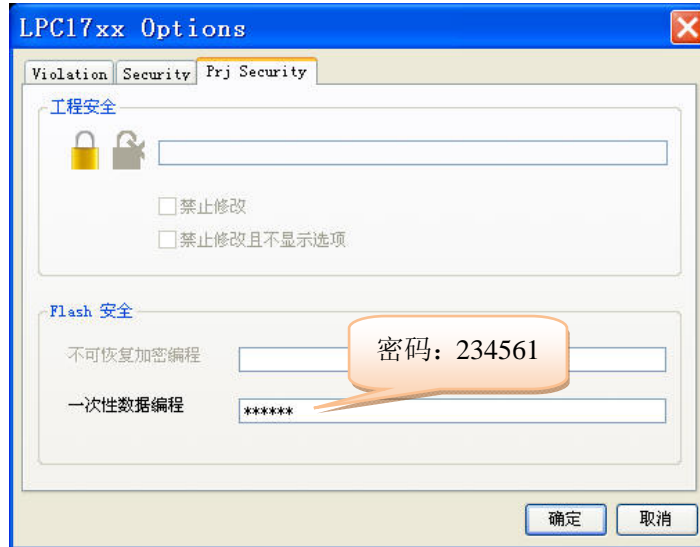 LPC17xx Options
Violation Security Prj Security
工程安全
禁止修改
禁止修改且不显示选项
Flash 安全
不可恢复加密编程
密码：234561
一次性数据编程
******
确定 取消